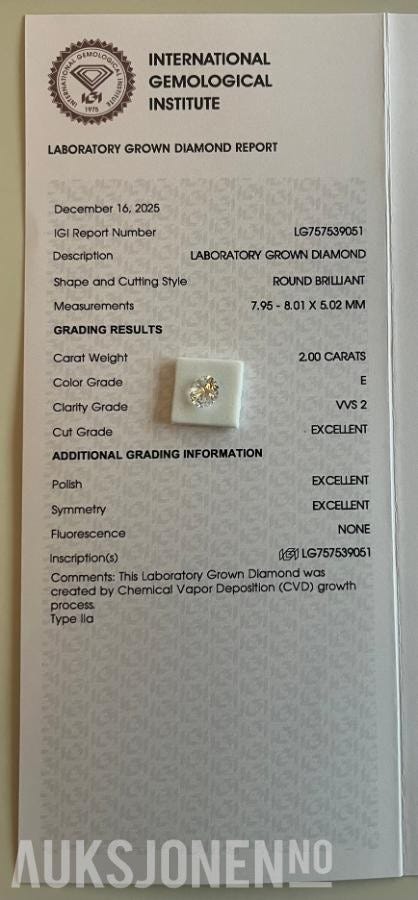 INTERNATIONAL GEMOLOGICAL INSTITUTE
IGI
1975
INTERNATIONAL
GEMOLOGICAL
INSTITUTE
LABORATORY GROWN DIAMOND REPORT
December 16, 2025
IGI Report Number LG757539051
Description LABORATORY GROWN DIAMOND
Shape and Cutting Style ROUND BRILLIANT
Measurements 7.95 - 8.01 X 5.02 MM
GRADING RESULTS
Carat Weight 2.00 CARATS
Color Grade E
Clarity Grade VVS 2
Cut Grade EXCELLENT
ADDITIONAL GRADING INFORMATION
Polish EXCELLENT
Symmetry EXCELLENT
Fluorescence NONE
Inscription(s) IGI LG757539051
Comments: This Laboratory Grown Diamond was
created by Chemical Vapor Deposition (CVD) growth
process.
Type IIa
AUKSJONEN.NO